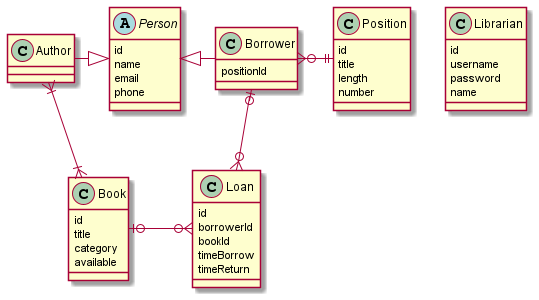 C Author
A Person
id
name
email
phone
C Borrower
positionId
C Position
id
title
length
number
C Librarian
id
username
password
name
C Book
id
title
category
available
C Loan
id
borrowerId
bookId
timeBorrow
timeReturn